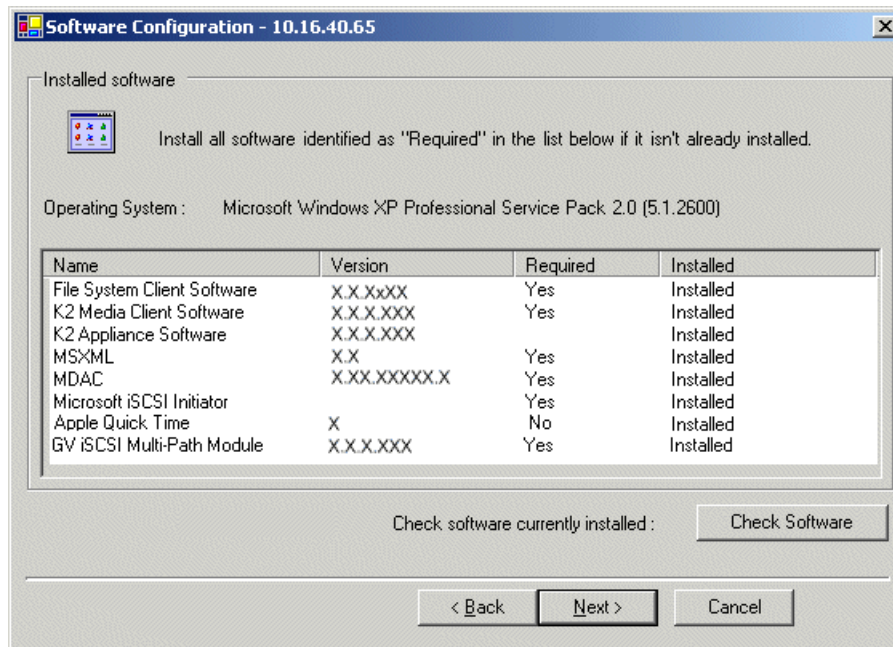 Software Configuration - 10.16.40.65
Installed software
Install all software identified as "Required" in the list below if it isn't already installed.
Operating System : Microsoft Windows XP Professional Service Pack 2.0 (5.1.2600)
Name Version Required Installed
File System Client Software X.X.XxXX Yes Installed
K2 Media Client Software X.X.X.XXX Yes Installed
K2 Appliance Software X.X.X.XXX Installed
MSXML X.X Yes Installed
MDAC X.XX.XXXXX.X Yes Installed
Microsoft iSCSI Initiator Yes Installed
Apple Quick Time X No Installed
GV iSCSI Multi-Path Module X.X.X.XXX Yes Installed
Check software currently installed : Check Software
< Back Next > Cancel